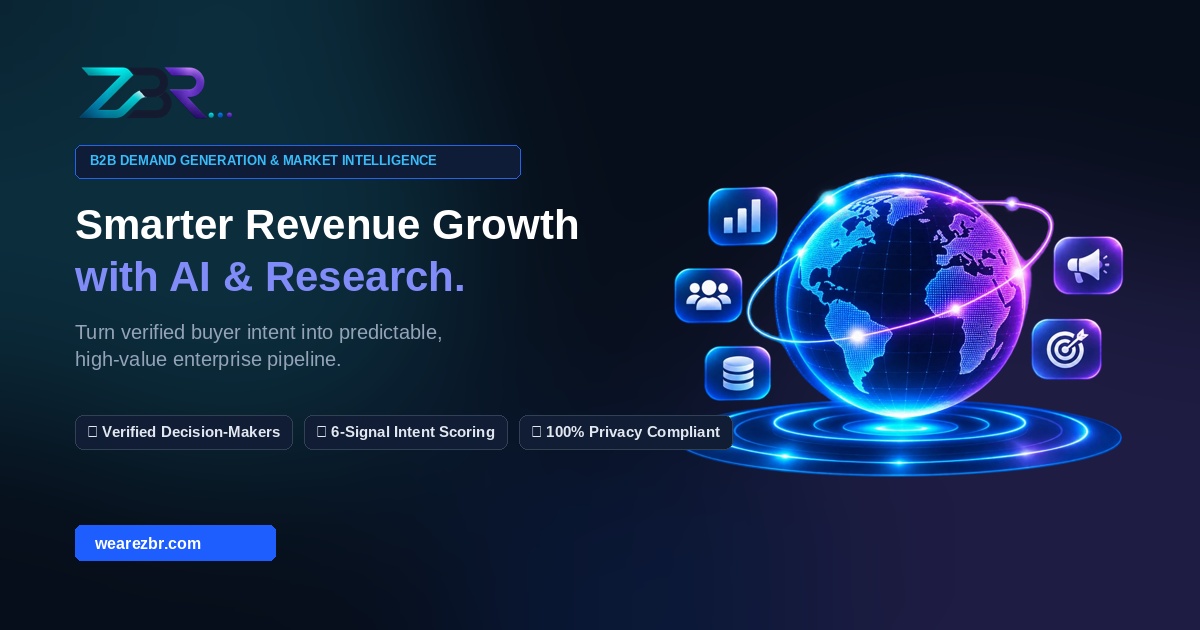 ZBR...
B2B DEMAND GENERATION & MARKET INTELLIGENCE
Smarter Revenue Growth
with AI & Research.
Turn verified buyer intent into predictable,
high-value enterprise pipeline.
Verified Decision-Makers
6-Signal Intent Scoring
100% Privacy Compliant
wearezbr.com